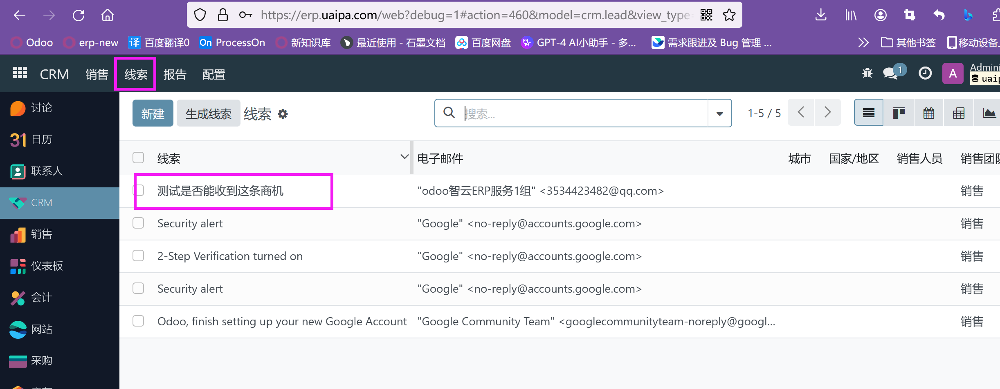 https://erp.uaipa.com/web?debug=1#action=460&model=crm.lead&view_type=
Odoo erp-new 译 百度翻译0 On ProcessOn 新知识库 最近使用 - 石墨文档 百度网盘 GPT-4 AI小助手 - 多... 需求跟进及 Bug 管理 ... 其他书签 移动设备
CRM 销售 线索 报告 配置 1 A Admini
uaip
讨论
31 日历
联系人
CRM
销售
仪表板
会计
网站
采购
新建 生成线索 线索 搜索... 1-5 / 5
线索 电子邮件 城市 国家/地区 销售人员 销售团队
测试是否能收到这条商机 "odoo智云ERP服务1组" <3534423482@qq.com> 销售
Security alert "Google" <no-reply@accounts.google.com> 销售
2-Step Verification turned on "Google" <no-reply@accounts.google.com> 销售
Security alert "Google" <no-reply@accounts.google.com> 销售
Odoo, finish setting up your new Google Account "Google Community Team" <googlecommunityteam-noreply@googl... 销售